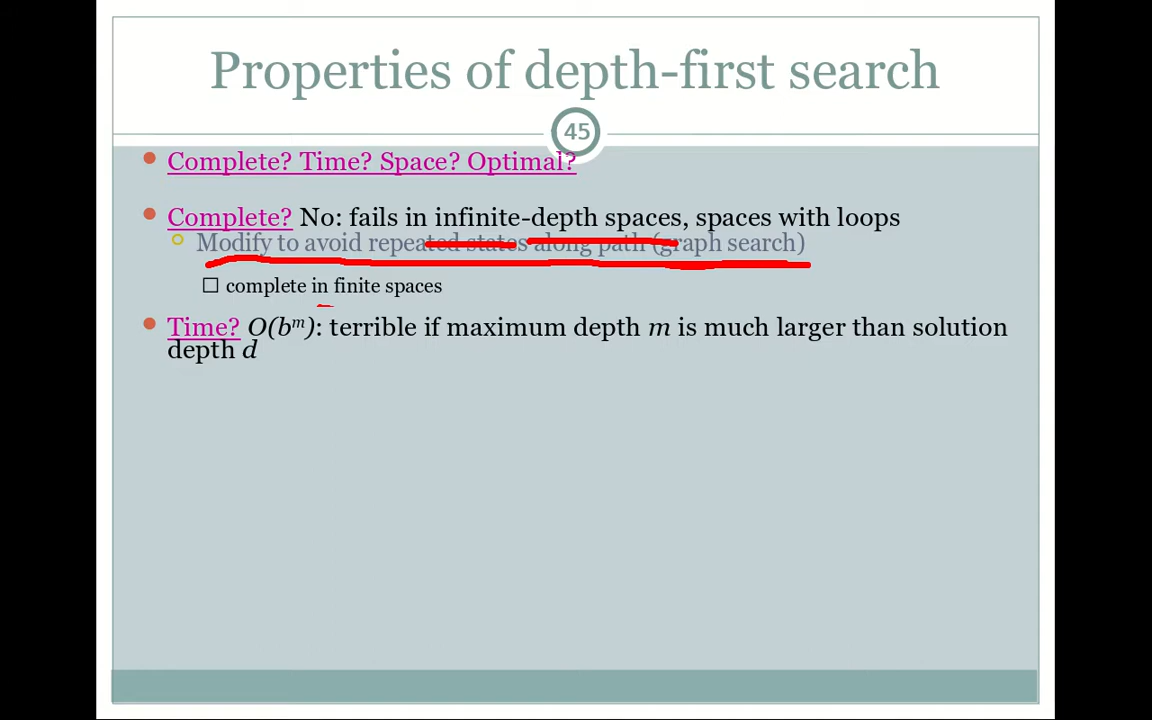 Properties of depth-first search
45
Complete? Time? Space? Optimal?
Complete? No: fails in infinite-depth spaces, spaces with loops
Modify to avoid repeated states along path (graph search)
complete in finite spaces
Time? O(b^m): terrible if maximum depth m is much larger than solution
depth d